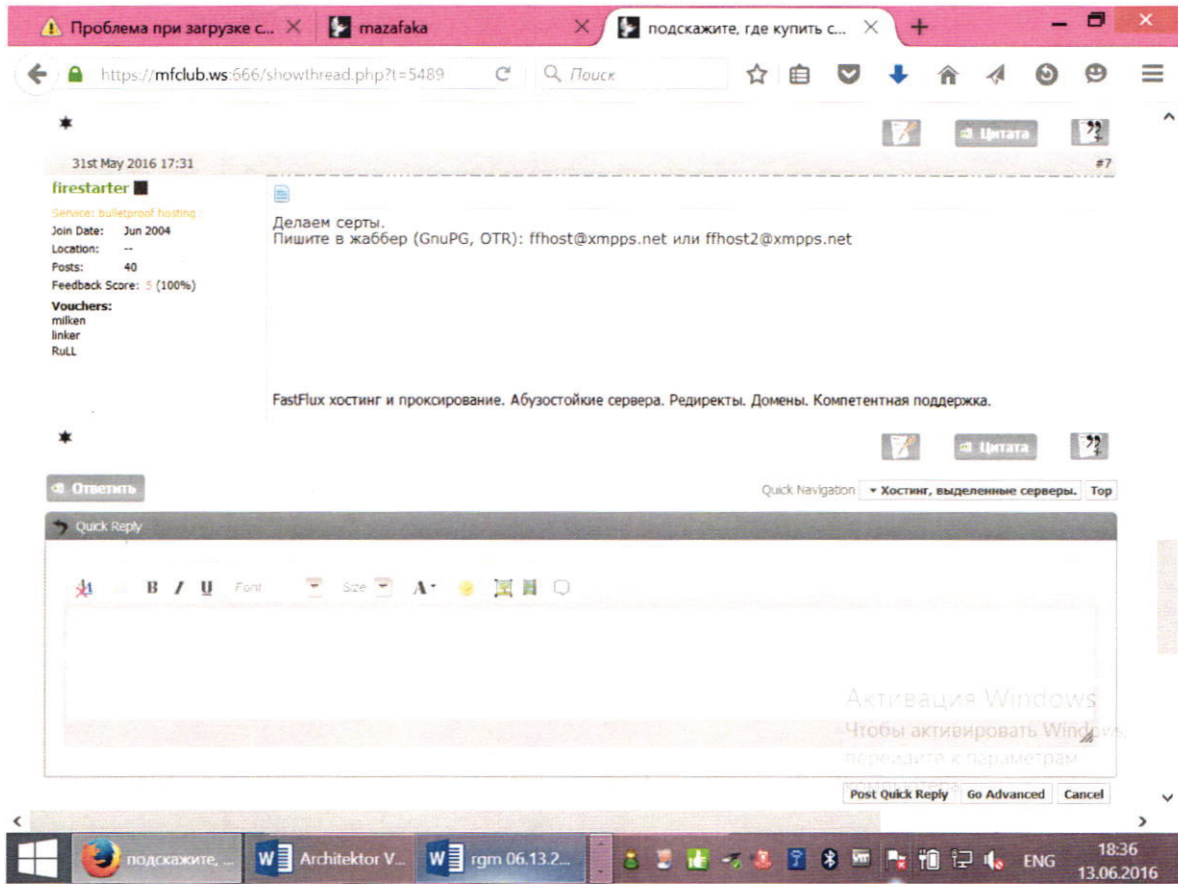 Проблема при загрузке с...
mazafaka
подскажите, где купить с...
https://mfclub.ws:666/showthread.php?t=5489
Поиск
Цитата
31st May 2016 17:31
#7
firestarter
Service: bulletproof hosting
Join Date: Jun 2004
Location: --
Posts: 40
Feedback Score: 5 (100%)
Vouchers:
milken
linker
RuLL
Делаем серты.
Пишите в жаббер (GnuPG, OTR): ffhost@xmpps.net или ffhost2@xmpps.net
FastFlux хостинг и проксирование. Абузостойкие сервера. Редиректы. Домены. Компетентная поддержка.
Цитата
Ответить
Quick Navigation
Хостинг, выделенные серверы.
Top
Quick Reply
B I U Font Size A
Активация Windows
Чтобы активировать Windows,
перейдите к параметрам
компьютера.
Post Quick Reply
Go Advanced
Cancel
подскажите, ...
Architektor V...
rgm 06.13.2...
ENG
18:36
13.06.2016